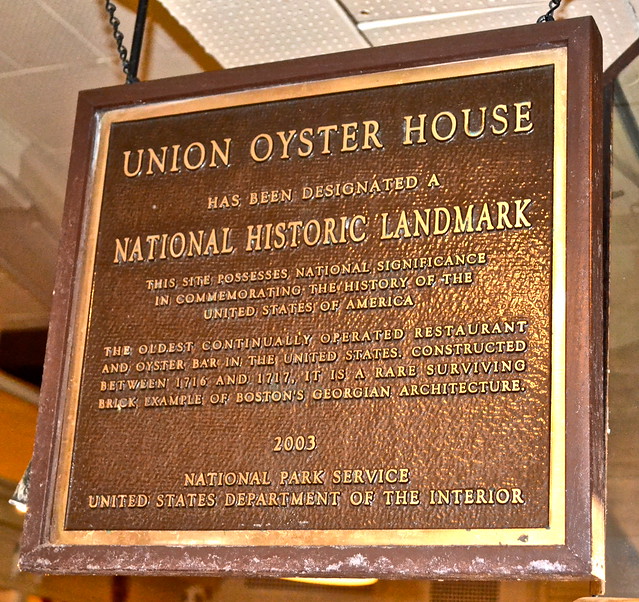 UNION OYSTER HOUSE
HAS BEEN DESIGNATED A
NATIONAL HISTORIC LANDMARK
THIS SITE POSSESSES NATIONAL SIGNIFICANCE
IN COMMEMORATING THE HISTORY OF THE
UNITED STATES OF AMERICA
THE OLDEST CONTINUALLY OPERATED RESTAURANT
AND OYSTER BAR IN THE UNITED STATES. CONSTRUCTED
BETWEEN 1716 AND 1717, IT IS A RARE SURVIVING
BRICK EXAMPLE OF BOSTON'S GEORGIAN ARCHITECTURE.
2003
NATIONAL PARK SERVICE
UNITED STATES DEPARTMENT OF THE INTERIOR